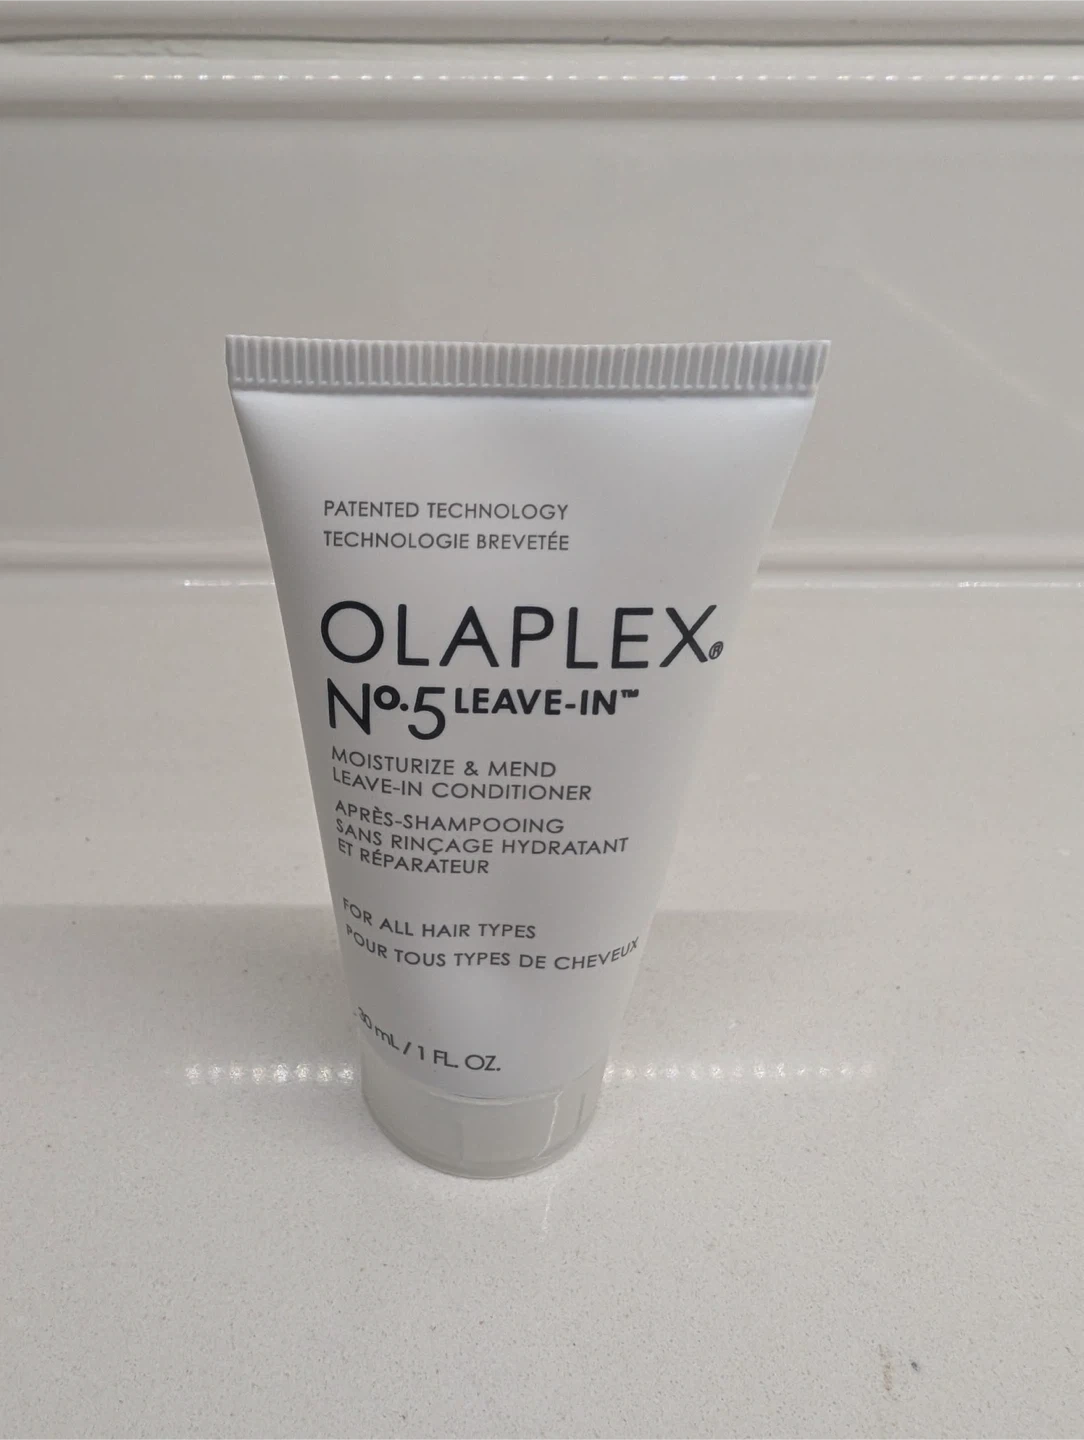 PATENTED TECHNOLOGY
TECHNOLOGIE BREVETÉE
OLAPLEX®
Nº.5 LEAVE-IN™
MOISTURIZE & MEND
LEAVE-IN CONDITIONER
APRÈS-SHAMPOOING
SANS RINÇAGE HYDRATANT
ET RÉPARATEUR
FOR ALL HAIR TYPES
POUR TOUS TYPES DE CHEVEUX
30 mL / 1 FL. OZ.